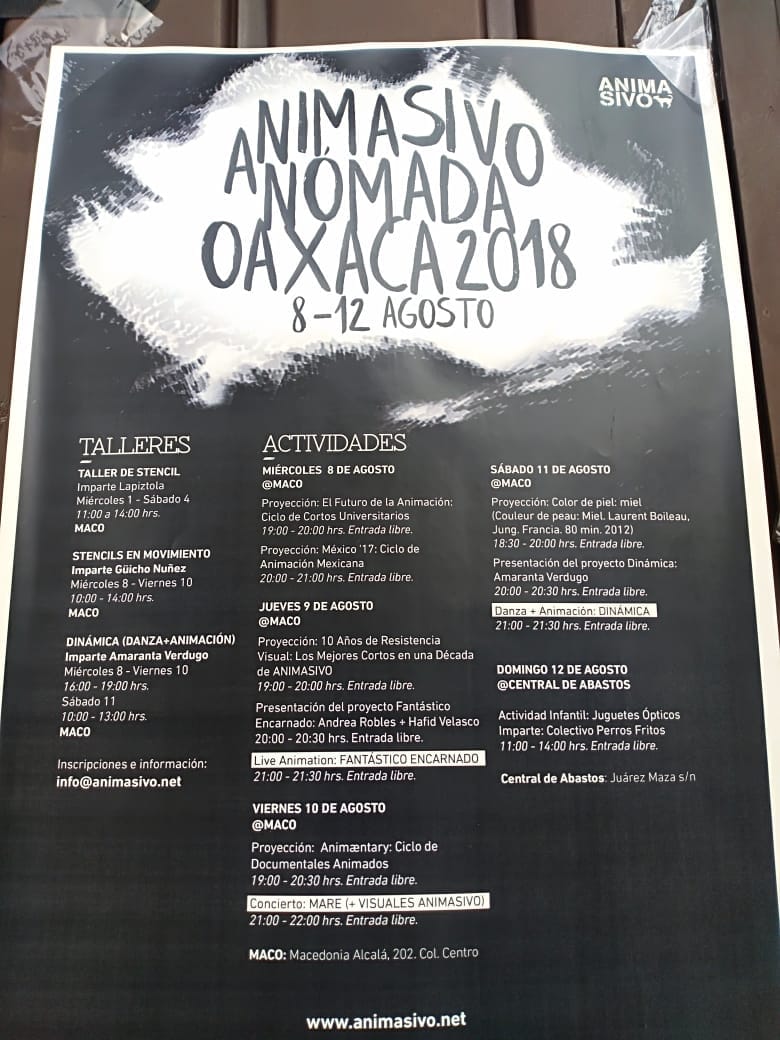 ANIMA
SIVO
ANIMASIVO
NÓMADA
OAXACA 2018
8-12 AGOSTO
TALLERES
TALLER DE STENCIL
Imparte Lapiztola
Miércoles 1 - Sábado 4
11:00 a 14:00 hrs.
MACO
STENCILS EN MOVIMIENTO
Imparte Güicho Nuñez
Miércoles 8 - Viernes 10
10:00 - 14:00 hrs.
MACO
DINÁMICA (DANZA+ANIMACIÓN)
Imparte Amaranta Verdugo
Miércoles 8 - Viernes 10
16:00 - 19:00 hrs.
Sábado 11
10:00 - 13:00 hrs.
MACO
Inscripciones e información:
info@animasivo.net
ACTIVIDADES
MIÉRCOLES 8 DE AGOSTO
@MACO
Proyección: El Futuro de la Animación:
Ciclo de Cortos Universitarios
19:00 - 20:00 hrs. Entrada libre.
Proyección: México '17: Ciclo de
Animación Mexicana
20:00 - 21:00 hrs. Entrada libre.
JUEVES 9 DE AGOSTO
@MACO
Proyección: 10 Años de Resistencia
Visual: Los Mejores Cortos en una Década
de ANIMASIVO
19:00 - 20:00 hrs. Entrada libre.
Presentación del proyecto Fantástico
Encarnado: Andrea Robles + Hafid Velasco
20:00 - 20:30 hrs. Entrada libre.
Live Animation: FANTÁSTICO ENCARNADO
21:00 - 21:30 hrs. Entrada libre.
VIERNES 10 DE AGOSTO
@MACO
Proyección: Animæntary: Ciclo de
Documentales Animados
19:00 - 20:30 hrs. Entrada libre.
Concierto: MARE (+ VISUALES ANIMASIVO)
21:00 - 22:00 hrs. Entrada libre.
MACO: Macedonia Alcalá, 202. Col. Centro
SÁBADO 11 DE AGOSTO
@MACO
Proyección: Color de piel: miel
(Couleur de peau: Miel. Laurent Boileau,
Jung. Francia. 80 min. 2012)
18:30 - 20:00 hrs. Entrada libre.
Presentación del proyecto Dinámica:
Amaranta Verdugo
20:00 - 20:30 hrs. Entrada libre.
Danza + Animación: DINÁMICA
21:00 - 21:30 hrs. Entrada libre.
DOMINGO 12 DE AGOSTO
@CENTRAL DE ABASTOS
Actividad Infantil: Juguetes Ópticos
Imparte: Colectivo Perros Fritos
11:00 - 14:00 hrs. Entrada libre.
Central de Abastos: Juárez Maza s/n
www.animasivo.net